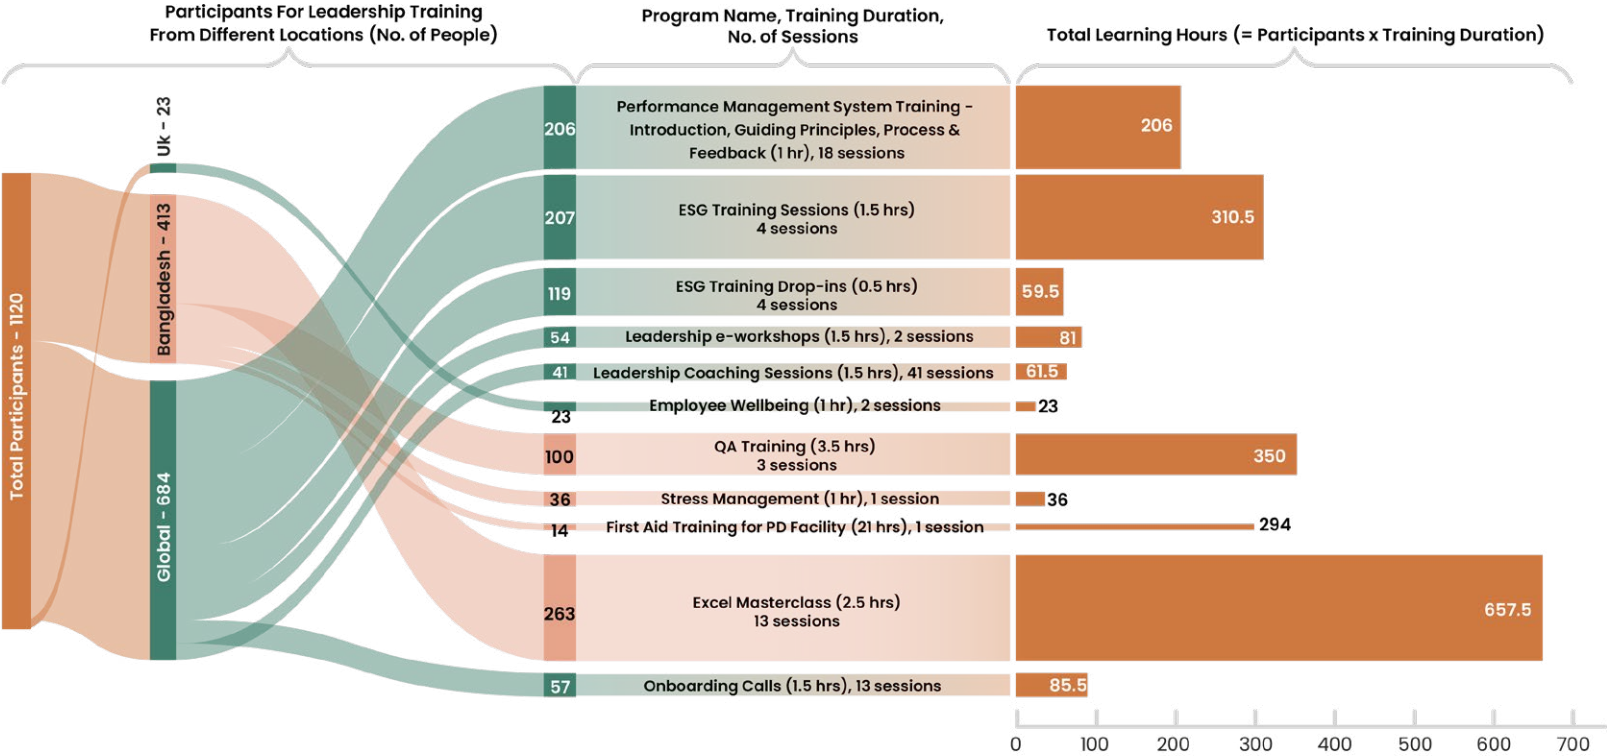 Participants For Leadership Training
From Different Locations (No. of People)
Program Name, Training Duration,
No. of Sessions
Total Learning Hours (= Participants x Training Duration)
Total Participants - 1120
Uk - 23
Bangladesh - 413
Global - 684
206
Performance Management System Training -
Introduction, Guiding Principles, Process &
Feedback (1 hr), 18 sessions
206
207
ESG Training Sessions (1.5 hrs)
4 sessions
310.5
119
ESG Training Drop-ins (0.5 hrs)
4 sessions
59.5
54
Leadership e-workshops (1.5 hrs), 2 sessions
81
41
Leadership Coaching Sessions (1.5 hrs), 41 sessions
61.5
23
Employee Wellbeing (1 hr), 2 sessions
23
100
QA Training (3.5 hrs)
3 sessions
350
36
Stress Management (1 hr), 1 session
36
14
First Aid Training for PD Facility (21 hrs), 1 session
294
263
Excel Masterclass (2.5 hrs)
13 sessions
657.5
57
Onboarding Calls (1.5 hrs), 13 sessions
85.5
0 100 200 300 400 500 600 700